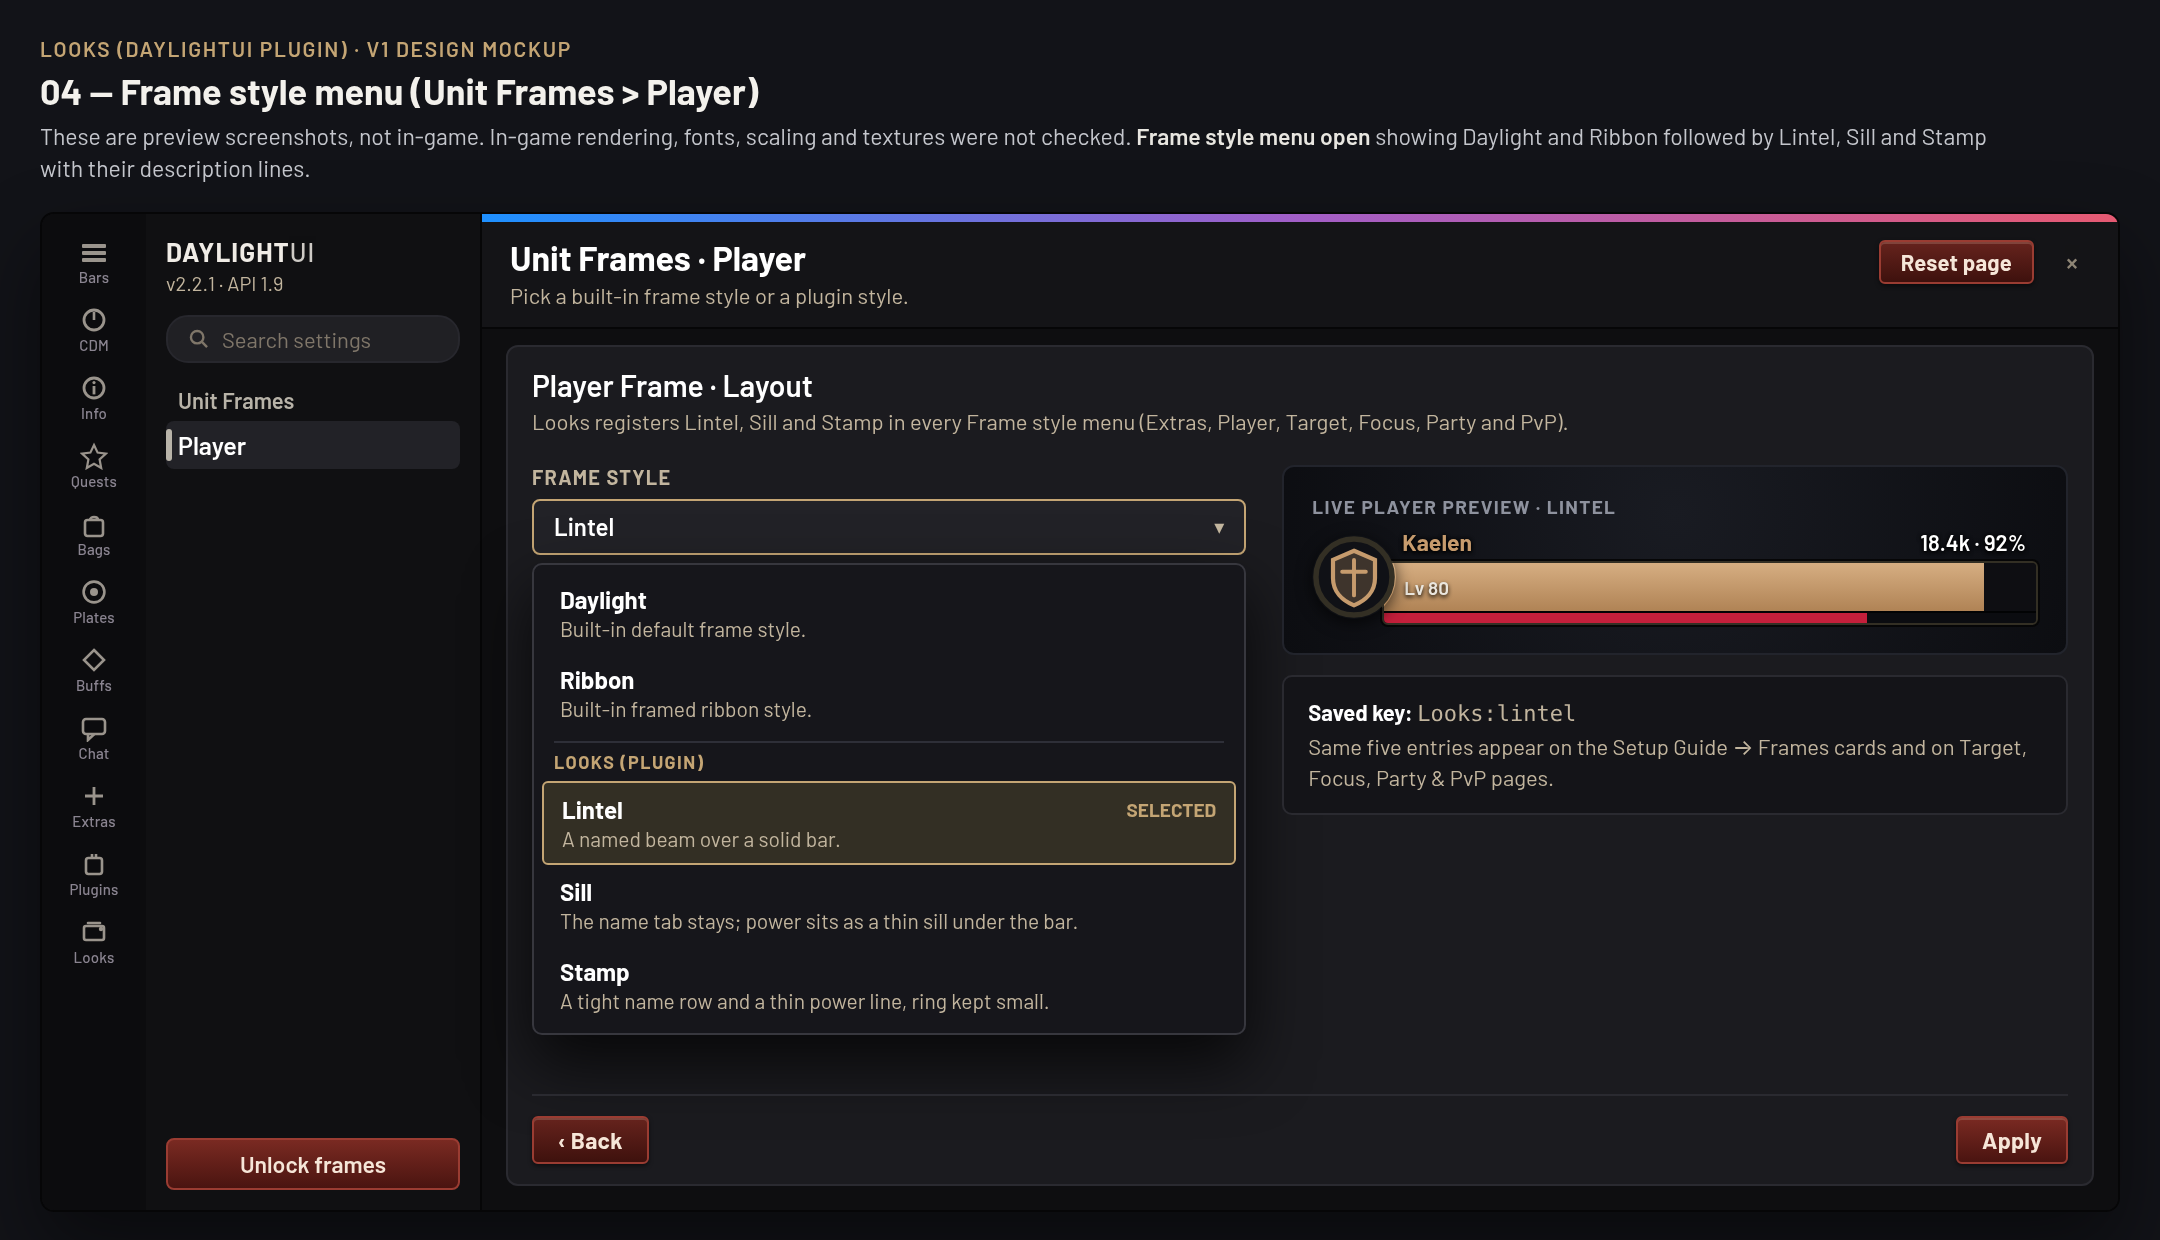 LOOKS (DAYLIGHTUI PLUGIN) · V1 DESIGN MOCKUP
04 — Frame style menu (Unit Frames > Player)
These are preview screenshots, not in-game. In-game rendering, fonts, scaling and textures were not checked. Frame style menu open showing Daylight and Ribbon followed by Lintel, Sill and Stamp
with their description lines.
Bars
CDM
Info
Quests
Bags
Plates
Buffs
Chat
Extras
Plugins
Looks
DAYLIGHTUI
v2.2.1 · API 1.9
Search settings
Unit Frames
Player
Unlock frames
Unit Frames · Player
Pick a built-in frame style or a plugin style.
Reset page
×
Player Frame · Layout
Looks registers Lintel, Sill and Stamp in every Frame style menu (Extras, Player, Target, Focus, Party and PvP).
FRAME STYLE
Lintel ▼
Daylight
Built-in default frame style.
Ribbon
Built-in framed ribbon style.
LOOKS (PLUGIN)
Lintel SELECTED
A named beam over a solid bar.
Sill
The name tab stays; power sits as a thin sill under the bar.
Stamp
A tight name row and a thin power line, ring kept small.
LIVE PLAYER PREVIEW · LINTEL
Kaelen 18.4k · 92%
Lv 80
Saved key: Looks:lintel
Same five entries appear on the Setup Guide → Frames cards and on Target,
Focus, Party & PvP pages.
‹ Back
Apply